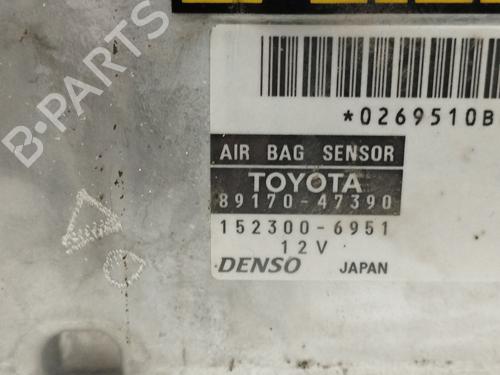 B-PARTS
*0269510B
AIR BAG SENSOR
TOYOTA
89170-47390
152300-6951
12V
DENSO JAPAN